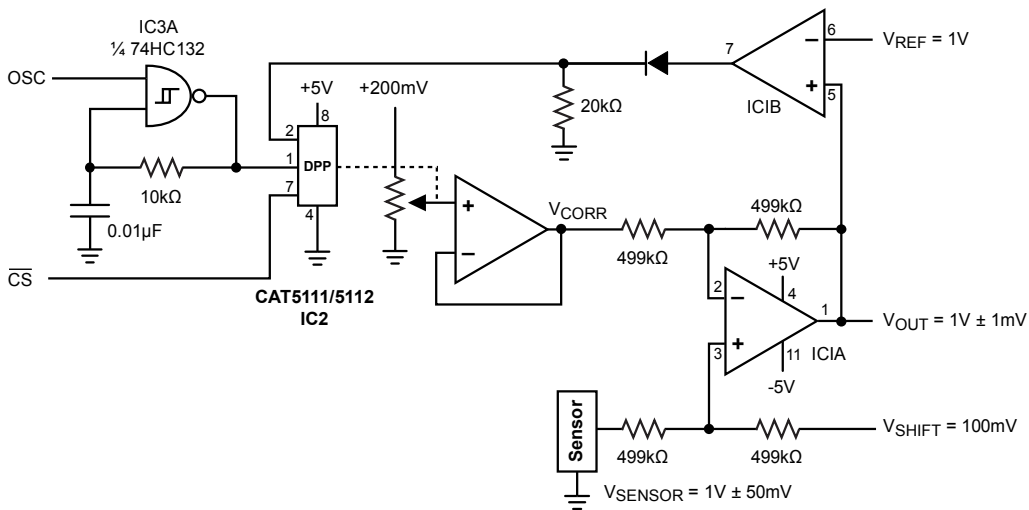 IC3A
¼ 74HC132
OSC
10kΩ
0.01µF
CS
+5V
8
2
1
7
DPP
4
CAT5111/5112
IC2
+200mV
+
−
VCORR
20kΩ
7
6
−
+
5
ICIB
VREF = 1V
499kΩ
499kΩ
+5V
2
−
4
1
+
3
11
ICIA
-5V
VOUT = 1V ± 1mV
Sensor
499kΩ
499kΩ
VSHIFT = 100mV
VSENSOR = 1V ± 50mV